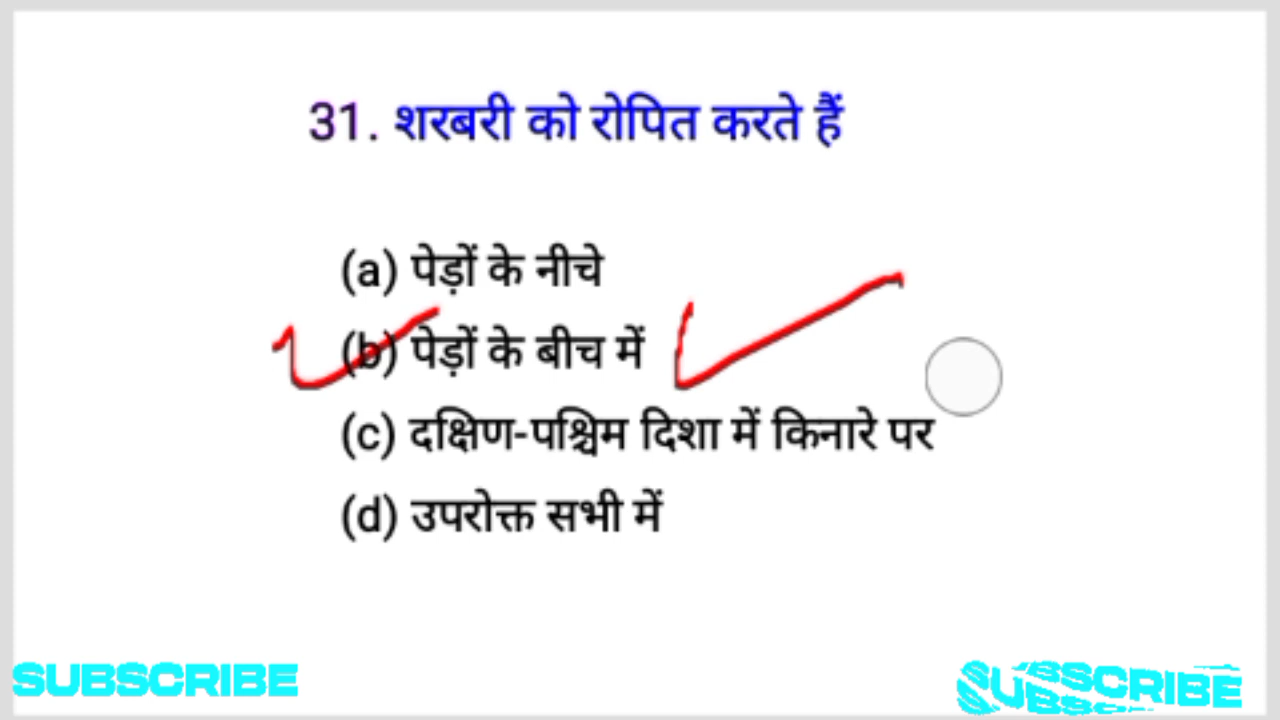 31. शरबरी को रोपित करते हैं
(a) पेड़ों के नीचे
(b) पेड़ों के बीच में
(c) दक्षिण-पश्चिम दिशा में किनारे पर
(d) उपरोक्त सभी में
SUBSCRIBE
SUBSCRIBE